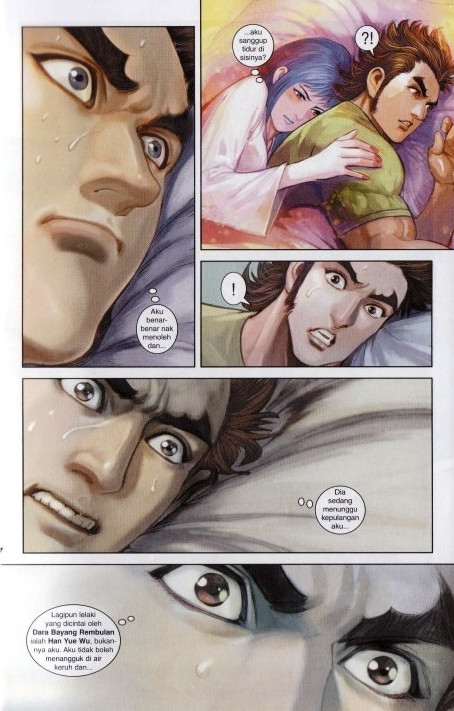 ...aku
sanggup
tidur di
sisinya?
?!
Aku
benar-
benar nak
menoleh
dan...
!
Dia
sedang
menunggu
kepulangan
aku...
Lagipun lelaki
yang dicintai oleh
Dara Bayang Rembulan
ialah Han Yue Wu, bukan-
nya aku. Aku tidak boleh
menangguk di air
keruh dan...